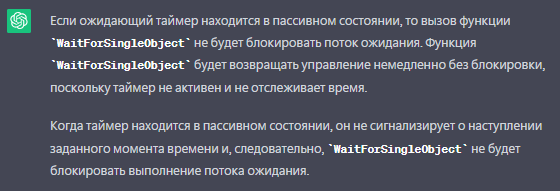 Если ожидающий таймер находится в пассивном состоянии, то вызов функции
`WaitForSingleObject` не будет блокировать поток ожидания. Функция
`WaitForSingleObject` будет возвращать управление немедленно без блокировки,
поскольку таймер не активен и не отслеживает время.
Когда таймер находится в пассивном состоянии, он не сигнализирует о наступлении
заданного момента времени и, следовательно, `WaitForSingleObject` не будет
блокировать выполнение потока ожидания.